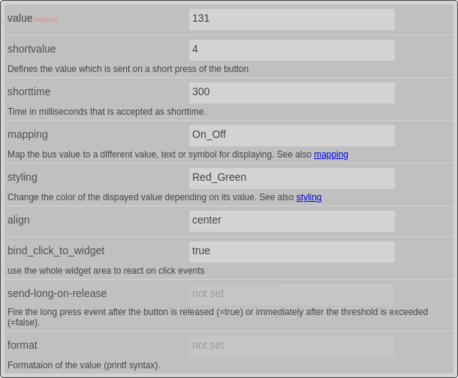 value required 131
shortvalue 4
Defines the value which is sent on a short press of the button
shorttime 300
Time in milliseconds that is accepted as shorttime.
mapping On_Off
Map the bus value to a different value, text or symbol for displaying. See also mapping
styling Red_Green
Change the color of the dispayed value depending on its value. See also styling
align center
bind_click_to_widget true
use the whole widget area to react on click events
send-long-on-release not set
Fire the long press event after the button is released (=true) or immediately after the threshold is exceeded
(=false).
format not set
Formataion of the value (printf syntax).